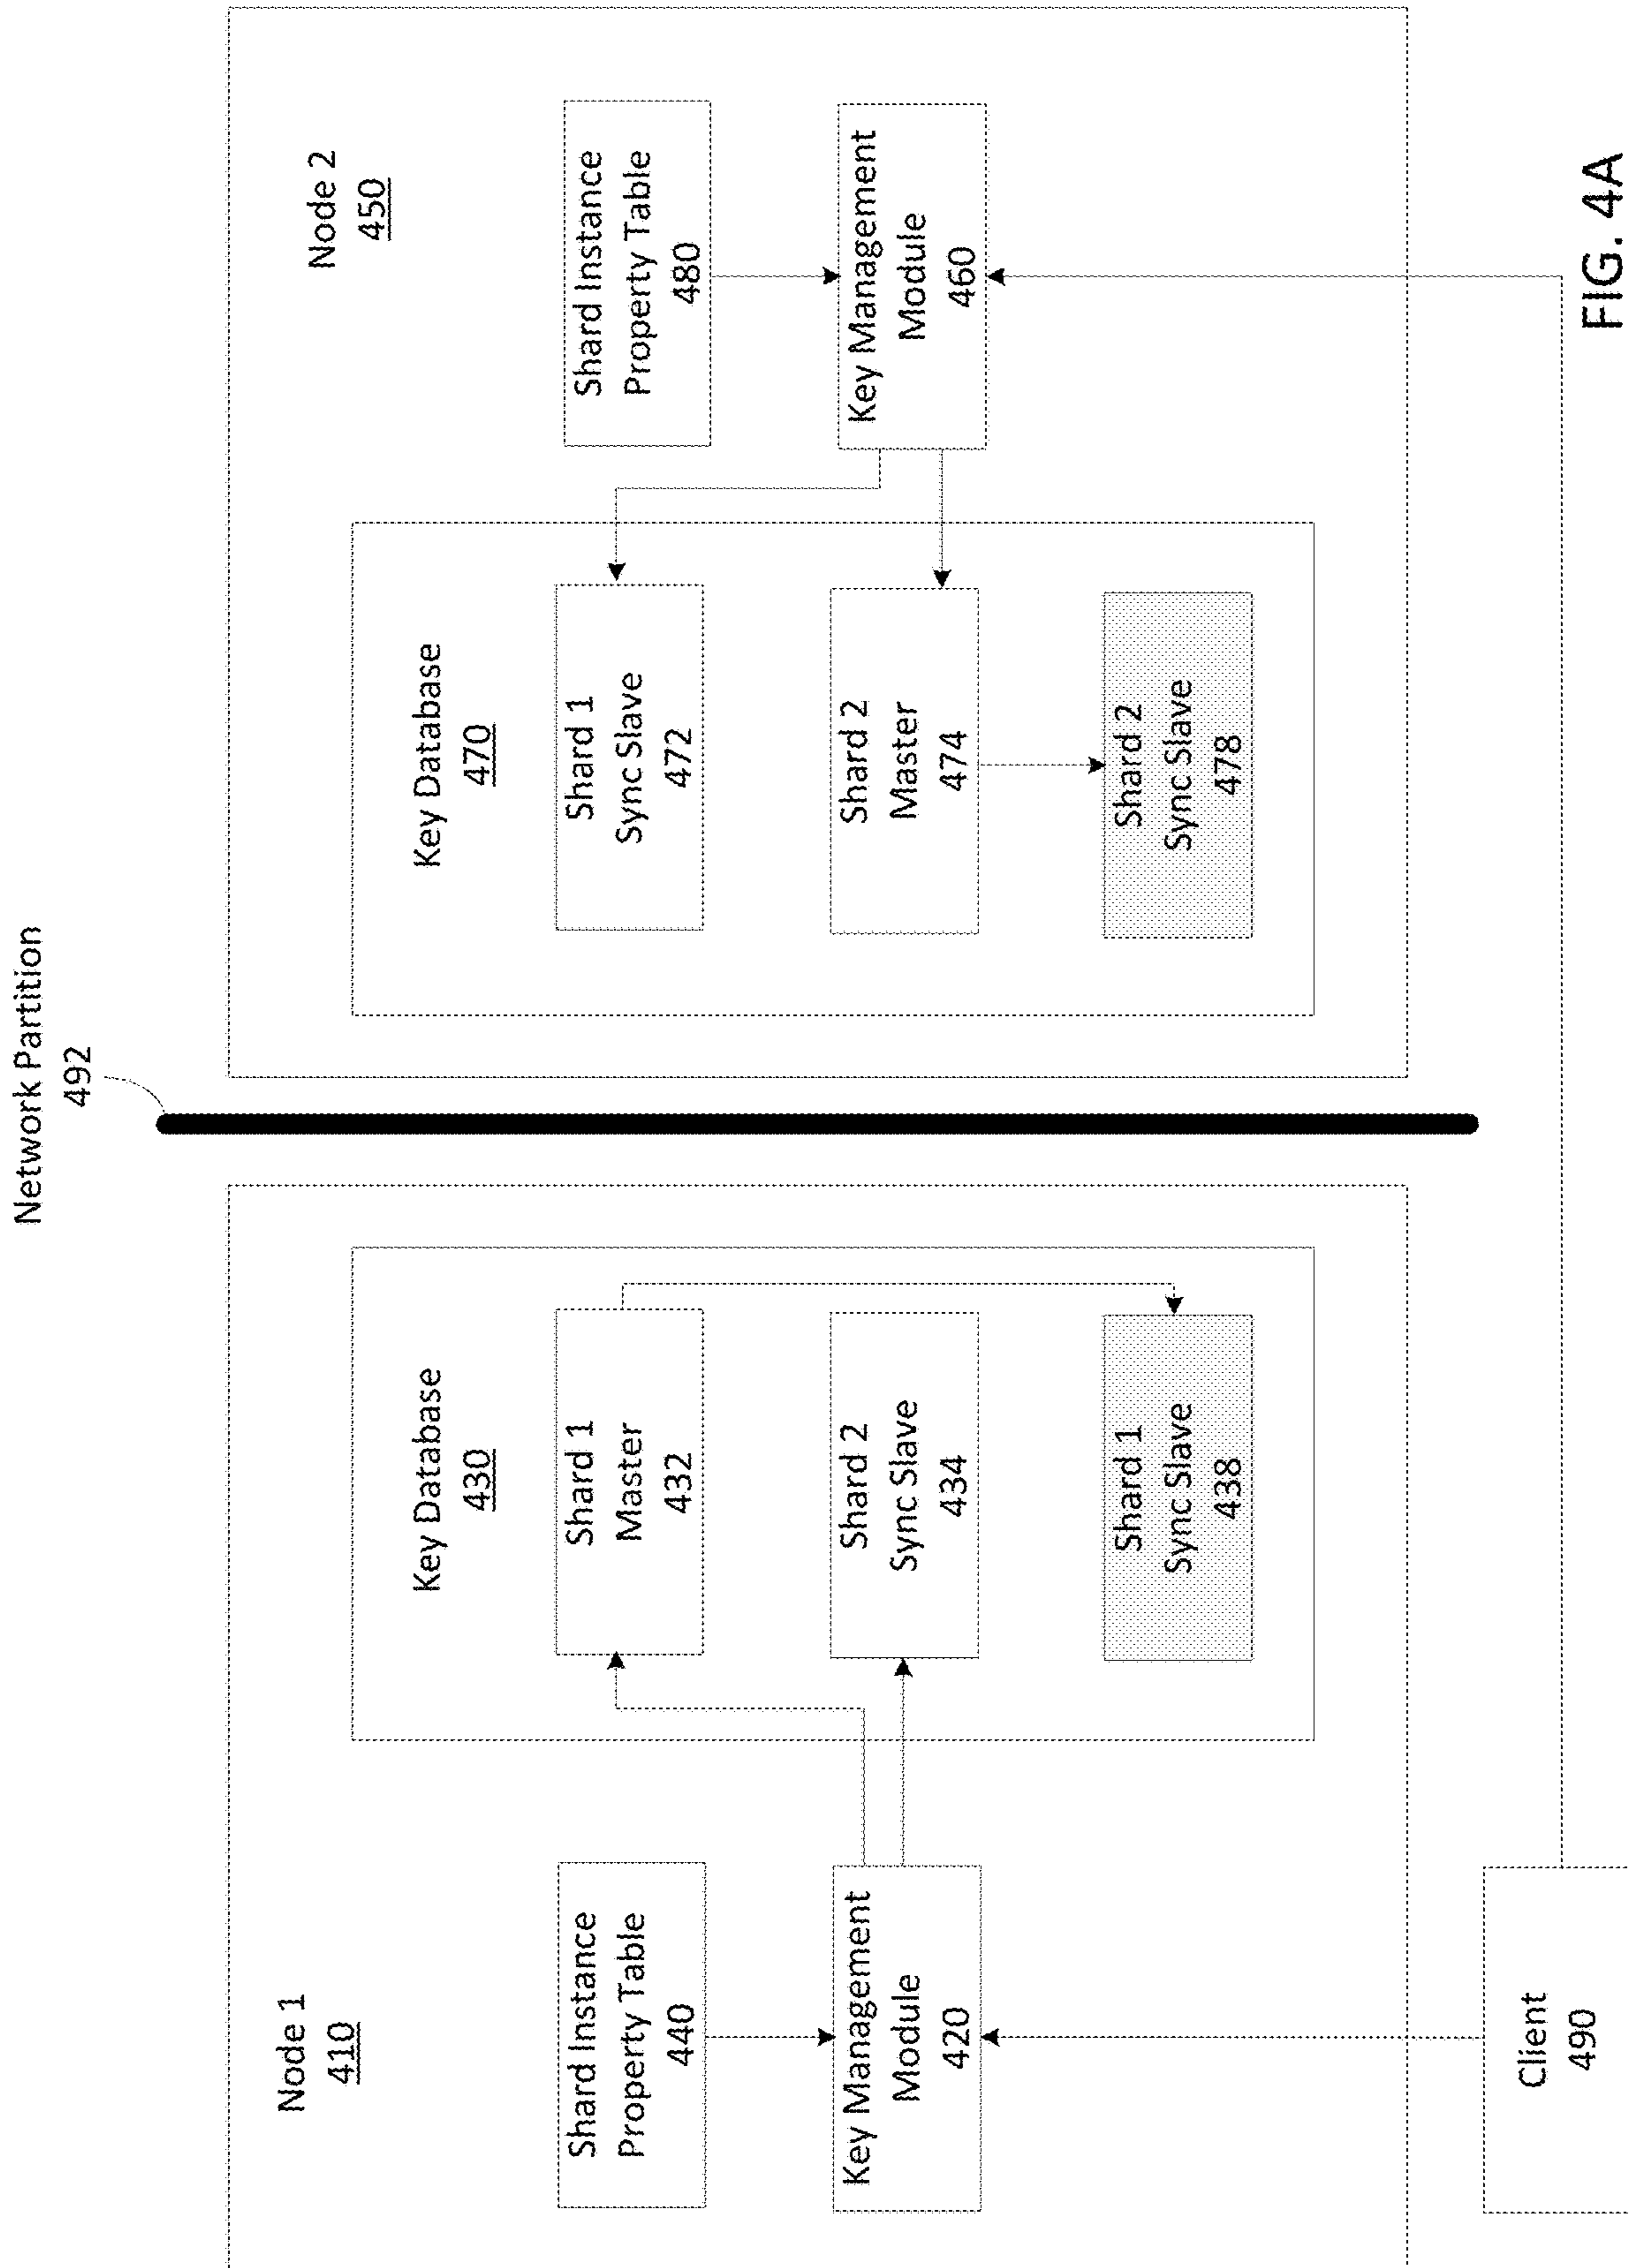 Network Partition
492
Node 1
410
Shard Instance
Property Table
440
Key Management
Module
420
Key Database
430
Shard 1
Master
432
Shard 2
Sync Slave
434
Shard 1
Sync Slave
438
Node 2
450
Key Database
470
Shard 1
Sync Slave
472
Shard 2
Master
474
Shard 2
Sync Slave
478
Shard Instance
Property Table
480
Key Management
Module
460
Client
490
FIG. 4A